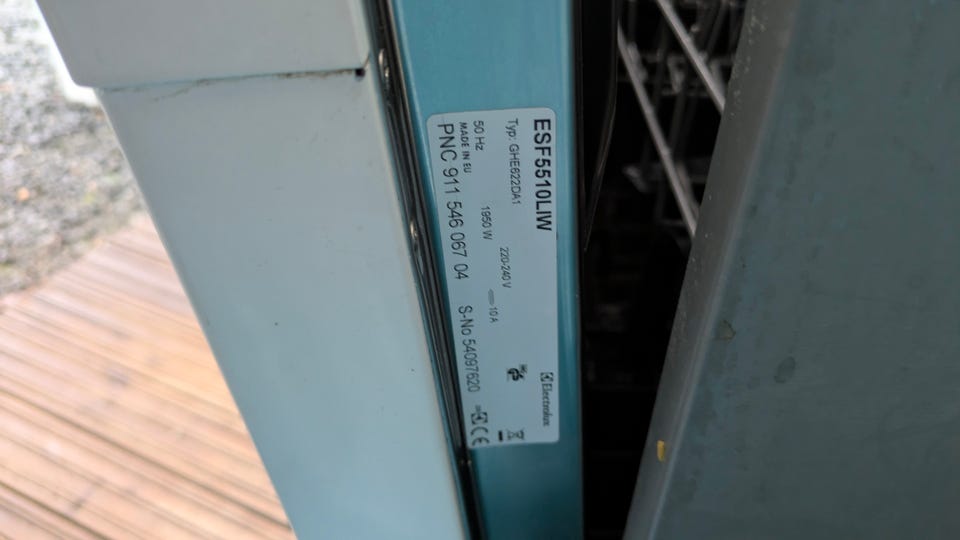 ESF5510LIW
Typ: GHE622DA1
220-240 V
10 A
1950 W
50 Hz
MADE IN EU
PNC 911 546 067 04
S-No 54097620
Electrolux
CE